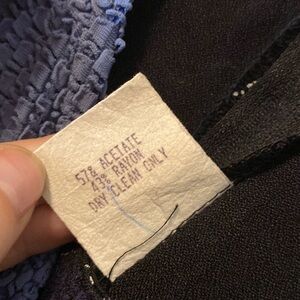 57% ACETATE
43% RAYON
DRY CLEAN ONLY